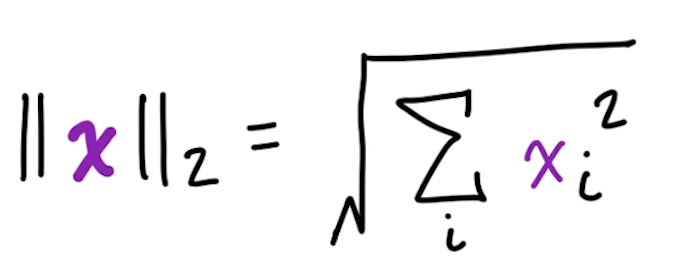 ||x||₂ = √∑ᵢ xᵢ²